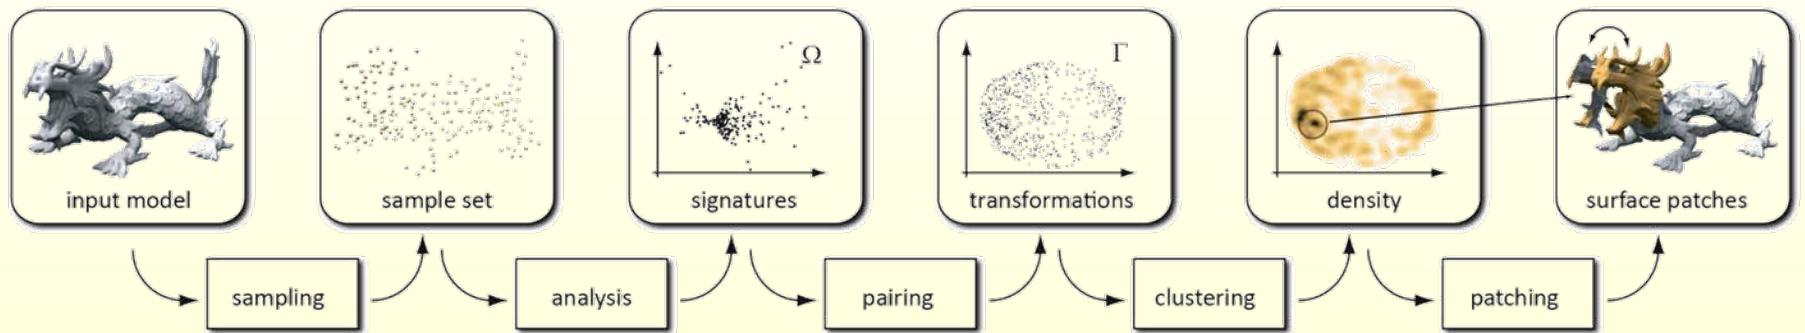 Ω
Γ
input model
sample set
signatures
transformations
density
surface patches
sampling
analysis
pairing
clustering
patching